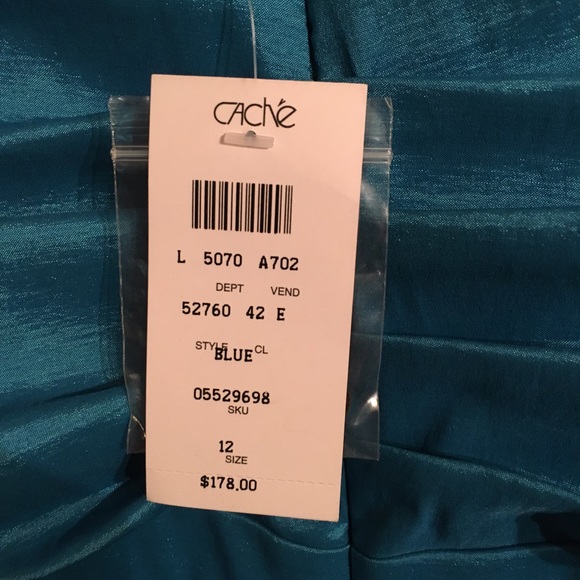 CACHÉ
L 5070 A702
DEPT VEND
52760 42 E
STYLE CL
BLUE
05529698
SKU
12
SIZE
$178.00